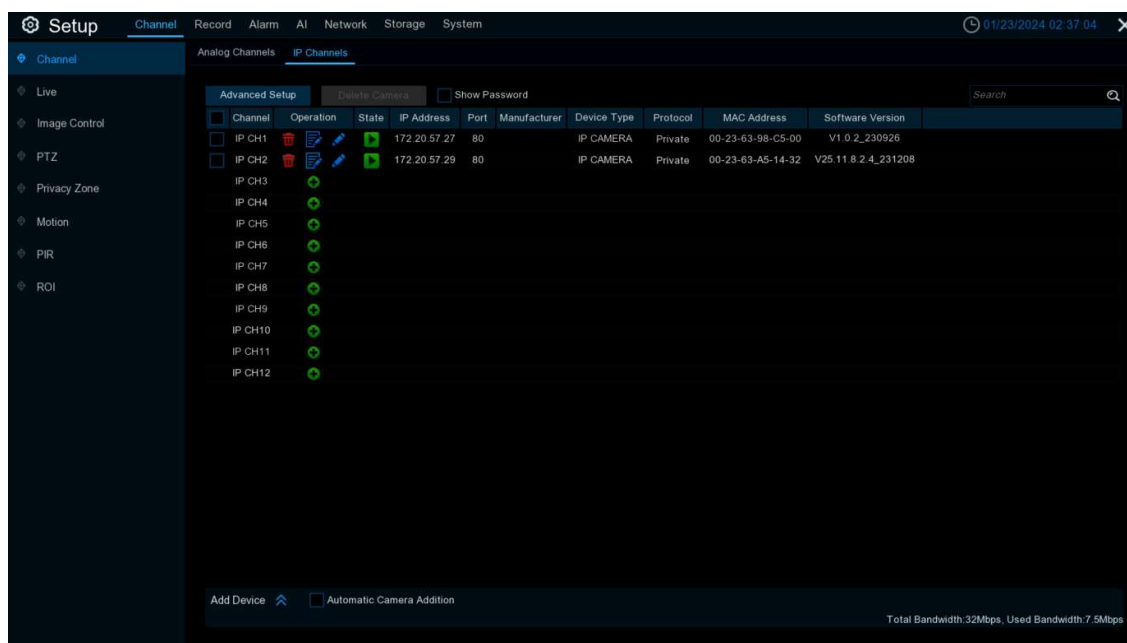 Setup Channel Record Alarm AI Network Storage System 01/23/2024 02:37:04
Channel
Live
Image Control
PTZ
Privacy Zone
Motion
PIR
ROI
Analog Channels IP Channels
Advanced Setup Delete Camera Show Password Search
Channel Operation State IP Address Port Manufacturer Device Type Protocol MAC Address Software Version
IP CH1 172.20.57.27 80 IP CAMERA Private 00-23-63-98-C5-00 V1.0.2_230926
IP CH2 172.20.57.29 80 IP CAMERA Private 00-23-63-A5-14-32 V25.11.8.2.4_231208
IP CH3
IP CH4
IP CH5
IP CH6
IP CH7
IP CH8
IP CH9
IP CH10
IP CH11
IP CH12
Add Device Automatic Camera Addition
Total Bandwidth:32Mbps, Used Bandwidth:7.5Mbps